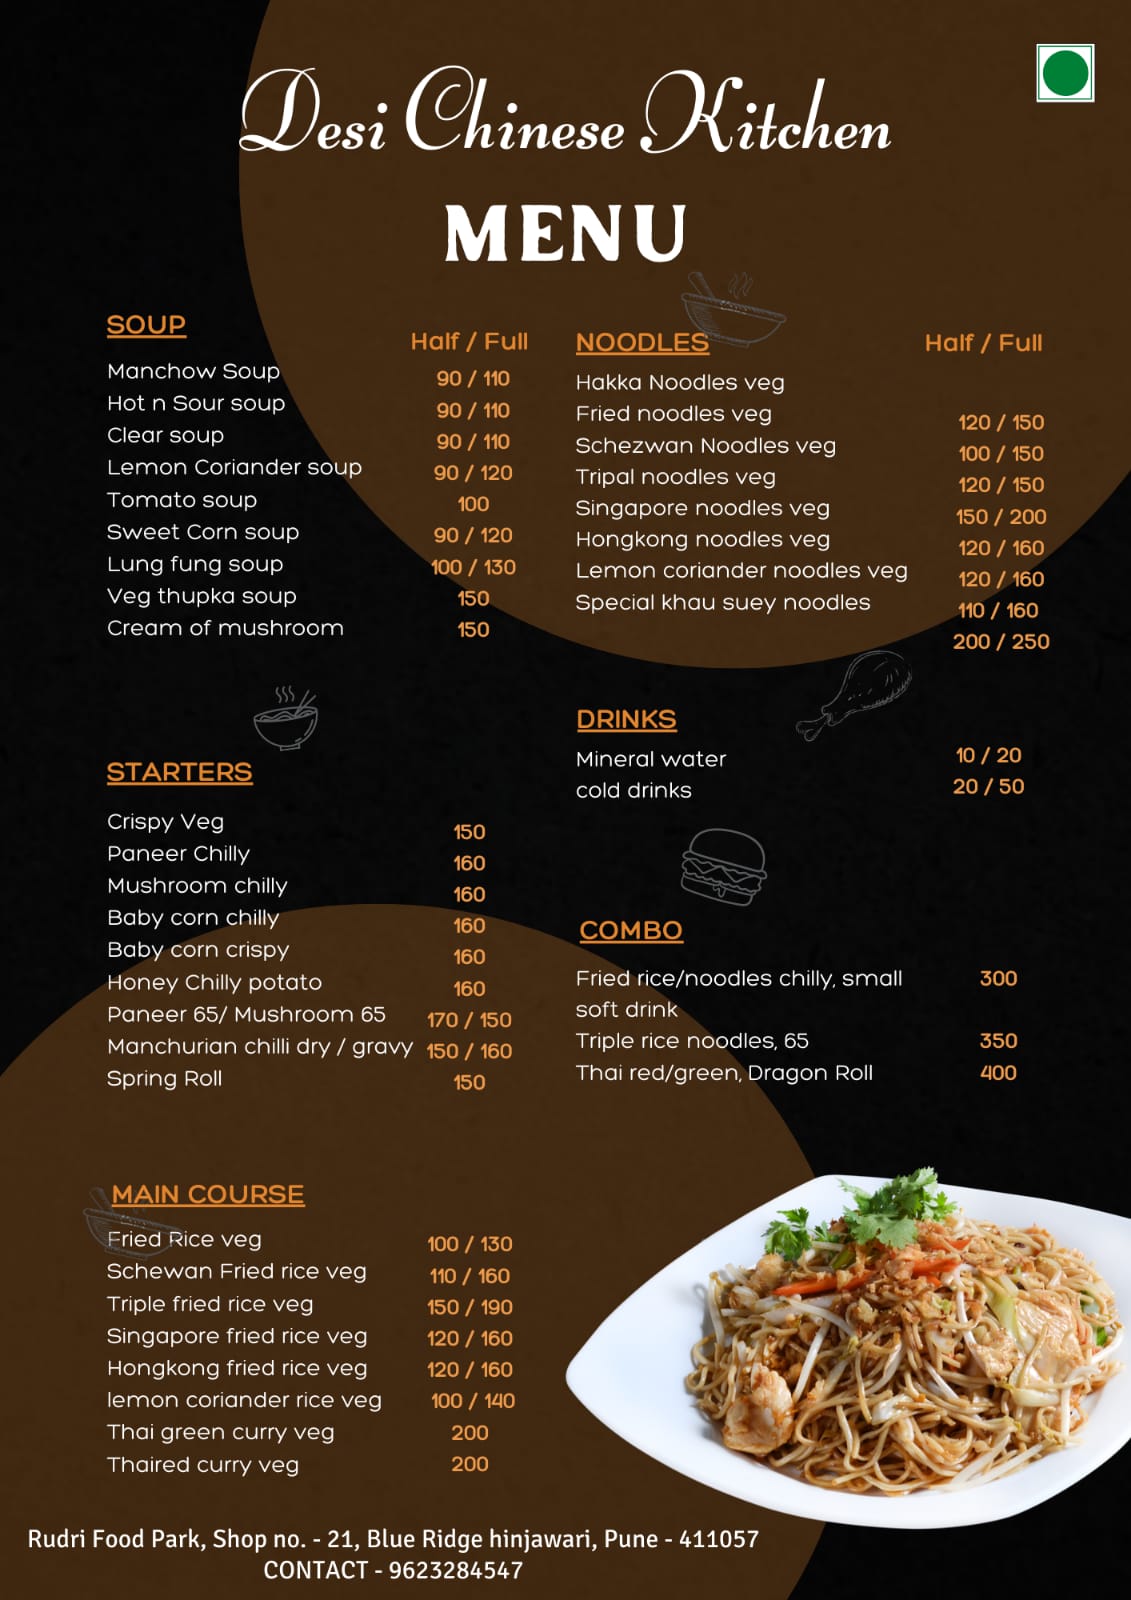 Desi Chinese Kitchen
MENU
SOUP
Half / Full
Manchow Soup 90 / 110
Hot n Sour soup 90 / 110
Clear soup 90 / 110
Lemon Coriander soup 90 / 120
Tomato soup 100
Sweet Corn soup 90 / 120
Lung fung soup 100 / 130
Veg thupka soup 150
Cream of mushroom 150
STARTERS
Crispy Veg 150
Paneer Chilly 160
Mushroom chilly 160
Baby corn chilly 160
Baby corn crispy 160
Honey Chilly potato 160
Paneer 65/ Mushroom 65 170 / 150
Manchurian chilli dry / gravy 150 / 160
Spring Roll 150
MAIN COURSE
Fried Rice veg 100 / 130
Schewan Fried rice veg 110 / 160
Triple fried rice veg 150 / 190
Singapore fried rice veg 120 / 160
Hongkong fried rice veg 120 / 160
lemon coriander rice veg 100 / 140
Thai green curry veg 200
Thaired curry veg 200
NOODLES Half / Full
Hakka Noodles veg 120 / 150
Fried noodles veg 100 / 150
Schezwan Noodles veg 120 / 150
Tripal noodles veg 150 / 200
Singapore noodles veg 120 / 160
Hongkong noodles veg 120 / 160
Lemon coriander noodles veg 110 / 160
Special khau suey noodles 200 / 250
DRINKS
Mineral water 10 / 20
cold drinks 20 / 50
COMBO
Fried rice/noodles chilly, small 300
soft drink
Triple rice noodles, 65 350
Thai red/green, Dragon Roll 400
Rudri Food Park, Shop no. - 21, Blue Ridge hinjawari, Pune - 411057
CONTACT - 9623284547